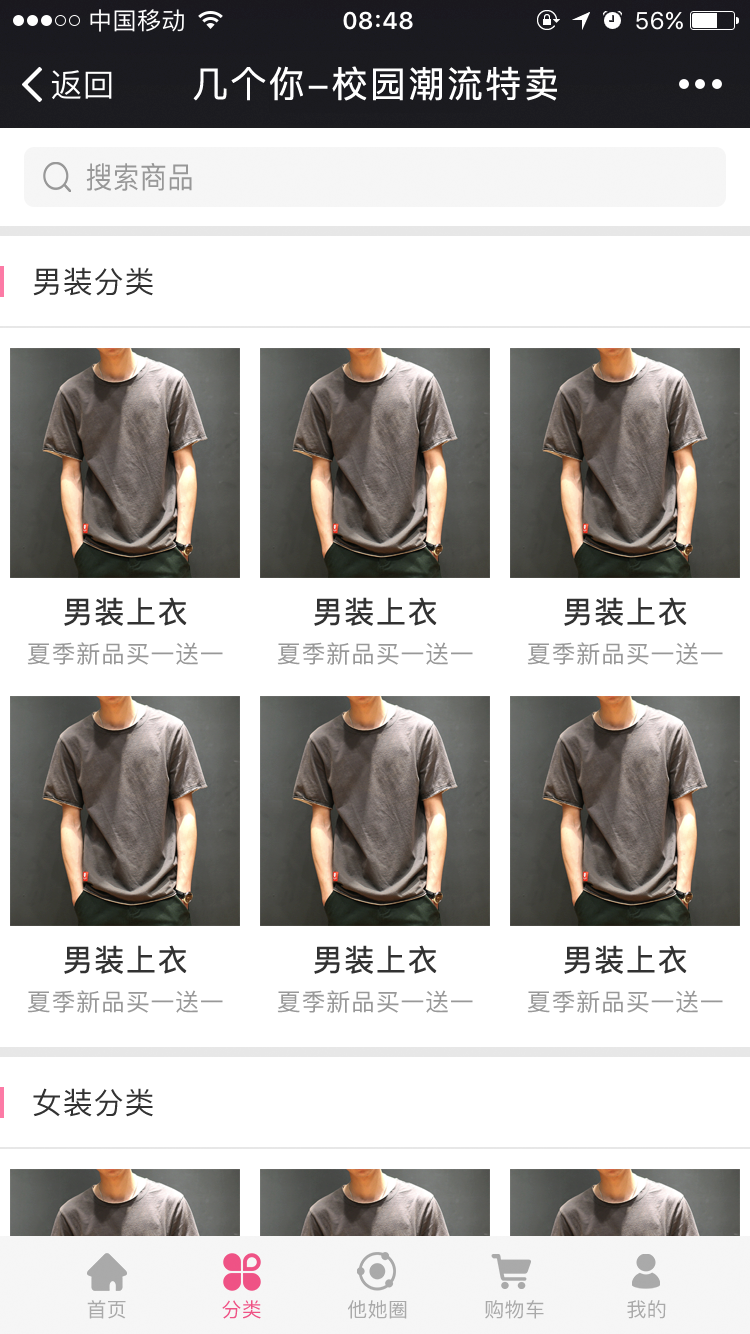 中国移动 08:48 56%
返回 几个你-校园潮流特卖
搜索商品
男装分类
男装上衣 男装上衣 男装上衣
夏季新品买一送一 夏季新品买一送一 夏季新品买一送一
男装上衣 男装上衣 男装上衣
夏季新品买一送一 夏季新品买一送一 夏季新品买一送一
女装分类
首页 分类 他她圈 购物车 我的